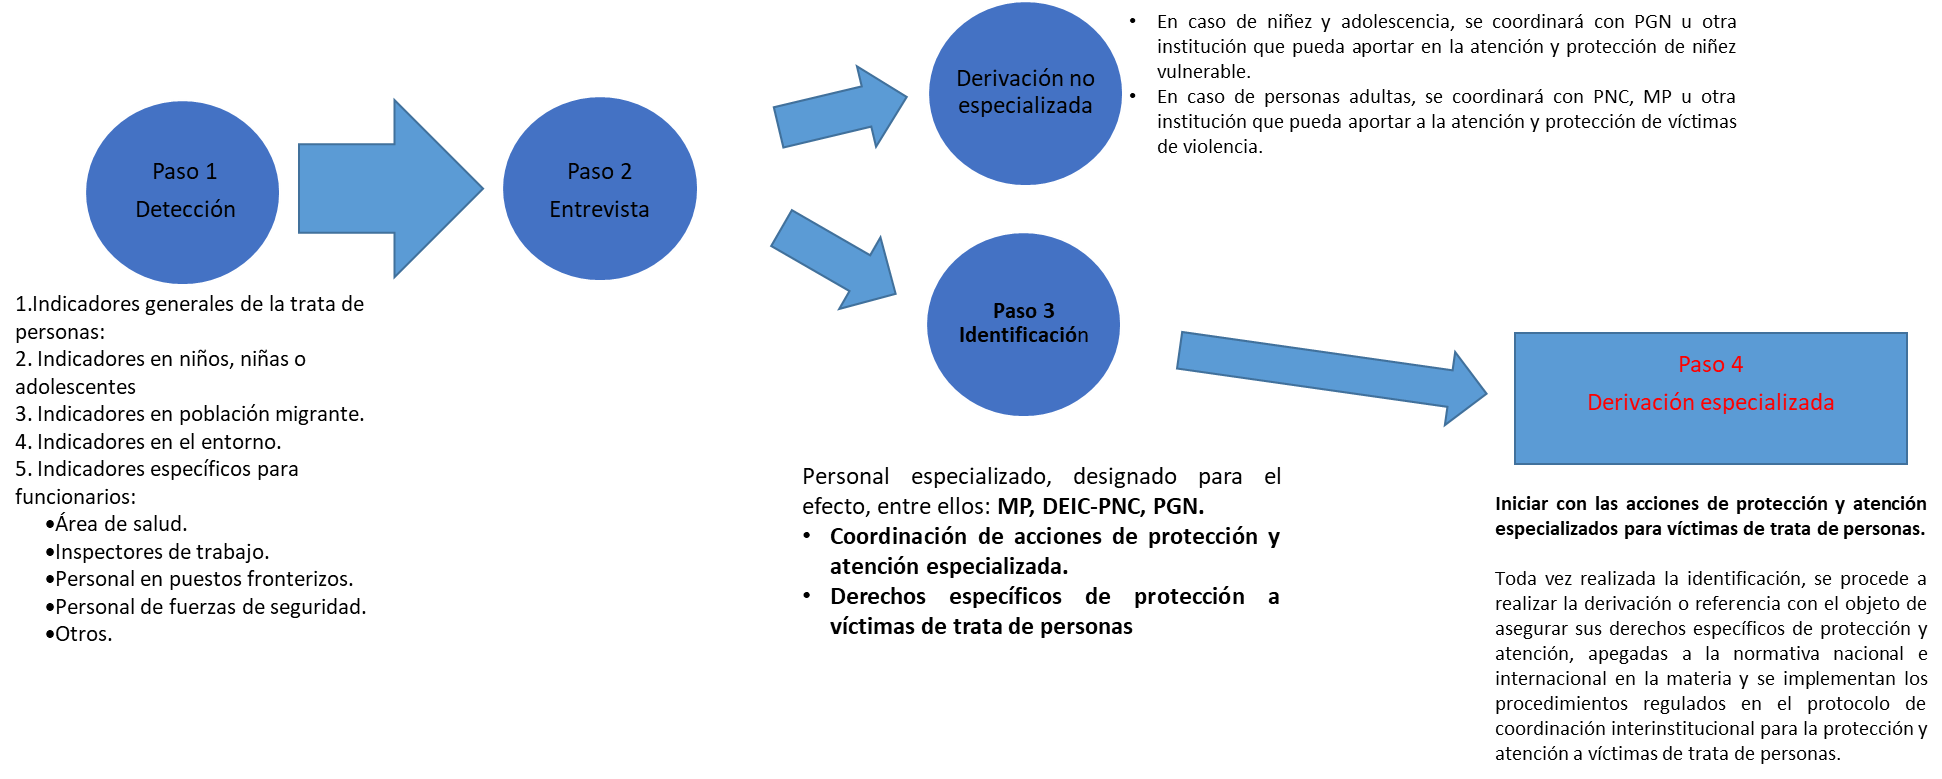 Paso 1
Detección
1.Indicadores generales de la trata de
personas:
2. Indicadores en niños, niñas o
adolescentes
3. Indicadores en población migrante.
4. Indicadores en el entorno.
5. Indicadores específicos para
funcionarios:
•Área de salud.
•Inspectores de trabajo.
•Personal en puestos fronterizos.
•Personal de fuerzas de seguridad.
•Otros.
Paso 2
Entrevista
Derivación no
especializada
• En caso de niñez y adolescencia, se coordinará con PGN u otra
institución que pueda aportar en la atención y protección de niñez
vulnerable.
• En caso de personas adultas, se coordinará con PNC, MP u otra
institución que pueda aportar a la atención y protección de víctimas
de violencia.
Paso 3
Identificación
Personal especializado, designado para el
efecto, entre ellos: MP, DEIC-PNC, PGN.
• Coordinación de acciones de protección y
atención especializada.
• Derechos específicos de protección a
víctimas de trata de personas
Paso 4
Derivación especializada
Iniciar con las acciones de protección y atención
especializados para víctimas de trata de personas.
Toda vez realizada la identificación, se procede a
realizar la derivación o referencia con el objeto de
asegurar sus derechos específicos de protección y
atención, apegadas a la normativa nacional e
internacional en la materia y se implementan los
procedimientos regulados en el protocolo de
coordinación interinstitucional para la protección y
atención a víctimas de trata de personas.